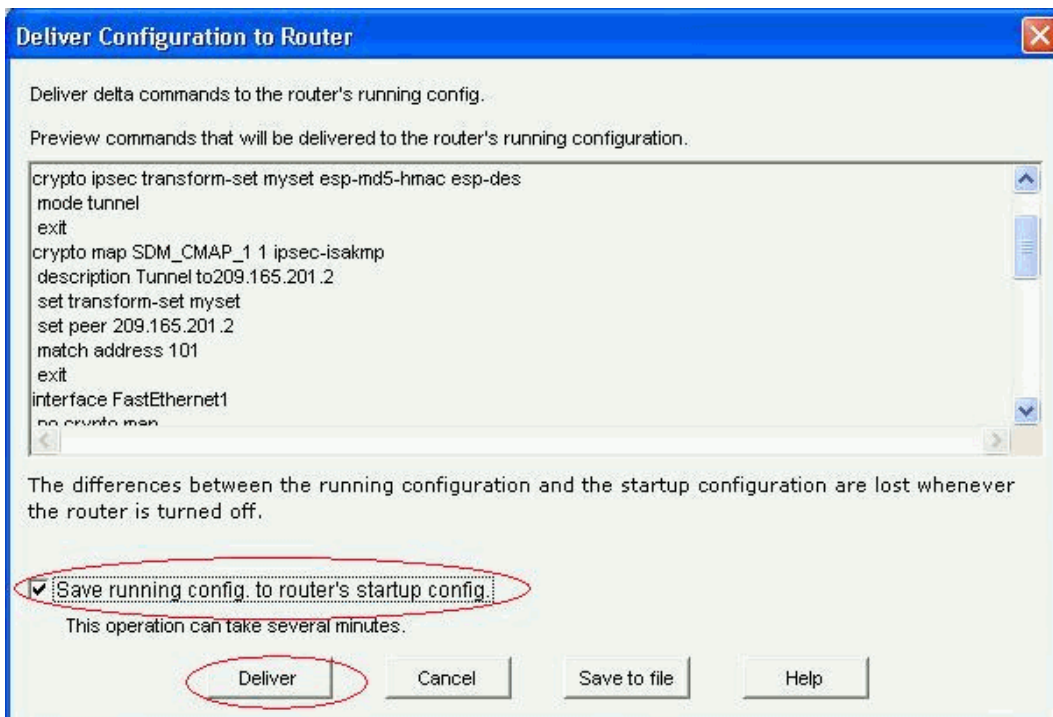 Deliver Configuration to Router
Deliver delta commands to the router's running config.
Preview commands that will be delivered to the router's running configuration.
crypto ipsec transform-set myset esp-md5-hmac esp-des
mode tunnel
exit
crypto map SDM_CMAP_1 1 ipsec-isakmp
description Tunnel to209.165.201.2
set transform-set myset
set peer 209.165.201.2
match address 101
exit
interface FastEthernet1
no crypto map
The differences between the running configuration and the startup configuration are lost whenever
the router is turned off.
Save running config. to router's startup config.
This operation can take several minutes.
Deliver Cancel Save to file Help